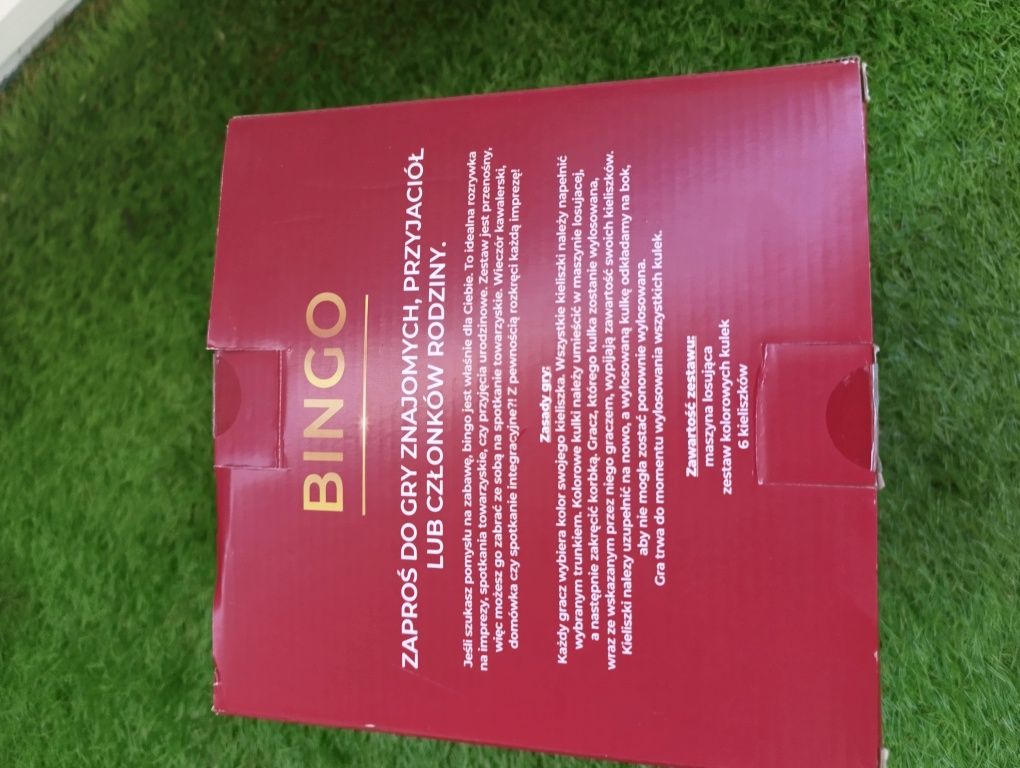 BINGO
ZAPROŚ DO GRY ZNAJOMYCH, PRZYJACIÓŁ
LUB CZŁONKÓW RODZINY.
Jeśli szukasz pomysłu na zabawę, bingo jest właśnie dla Ciebie. To idealna rozrywka
na imprezy, spotkania towarzyskie, czy przyjęcia urodzinowe. Zestaw jest przenośny,
więc możesz go zabrać ze sobą na spotkanie towarzyskie. Wieczór kawalerski,
domówka czy spotkanie integracyjne?! Z pewnością rozkręci każdą imprezę!
Zasady gry:
Każdy gracz wybiera kolor swojego kieliszka. Wszystkie kieliszki należy napełnić
wybranym trunkiem. Kolorowe kulki należy umieścić w maszynie losującej,
a następnie zakręcić korbką. Gracz, którego kulka zostanie wylosowana,
wraz ze wskazanym przez niego graczem, wypijają zawartość swoich kieliszków.
Kieliszki nalezy uzupełnić na nowo, a wylosowaną kulkę odkładamy na bok,
aby nie mogła zostać ponownie wylosowana.
Gra trwa do momentu wylosowania wszystkich kulek.
Zawartość zestawu:
maszyna losująca
zestaw kolorowych kulek
6 kieliszków